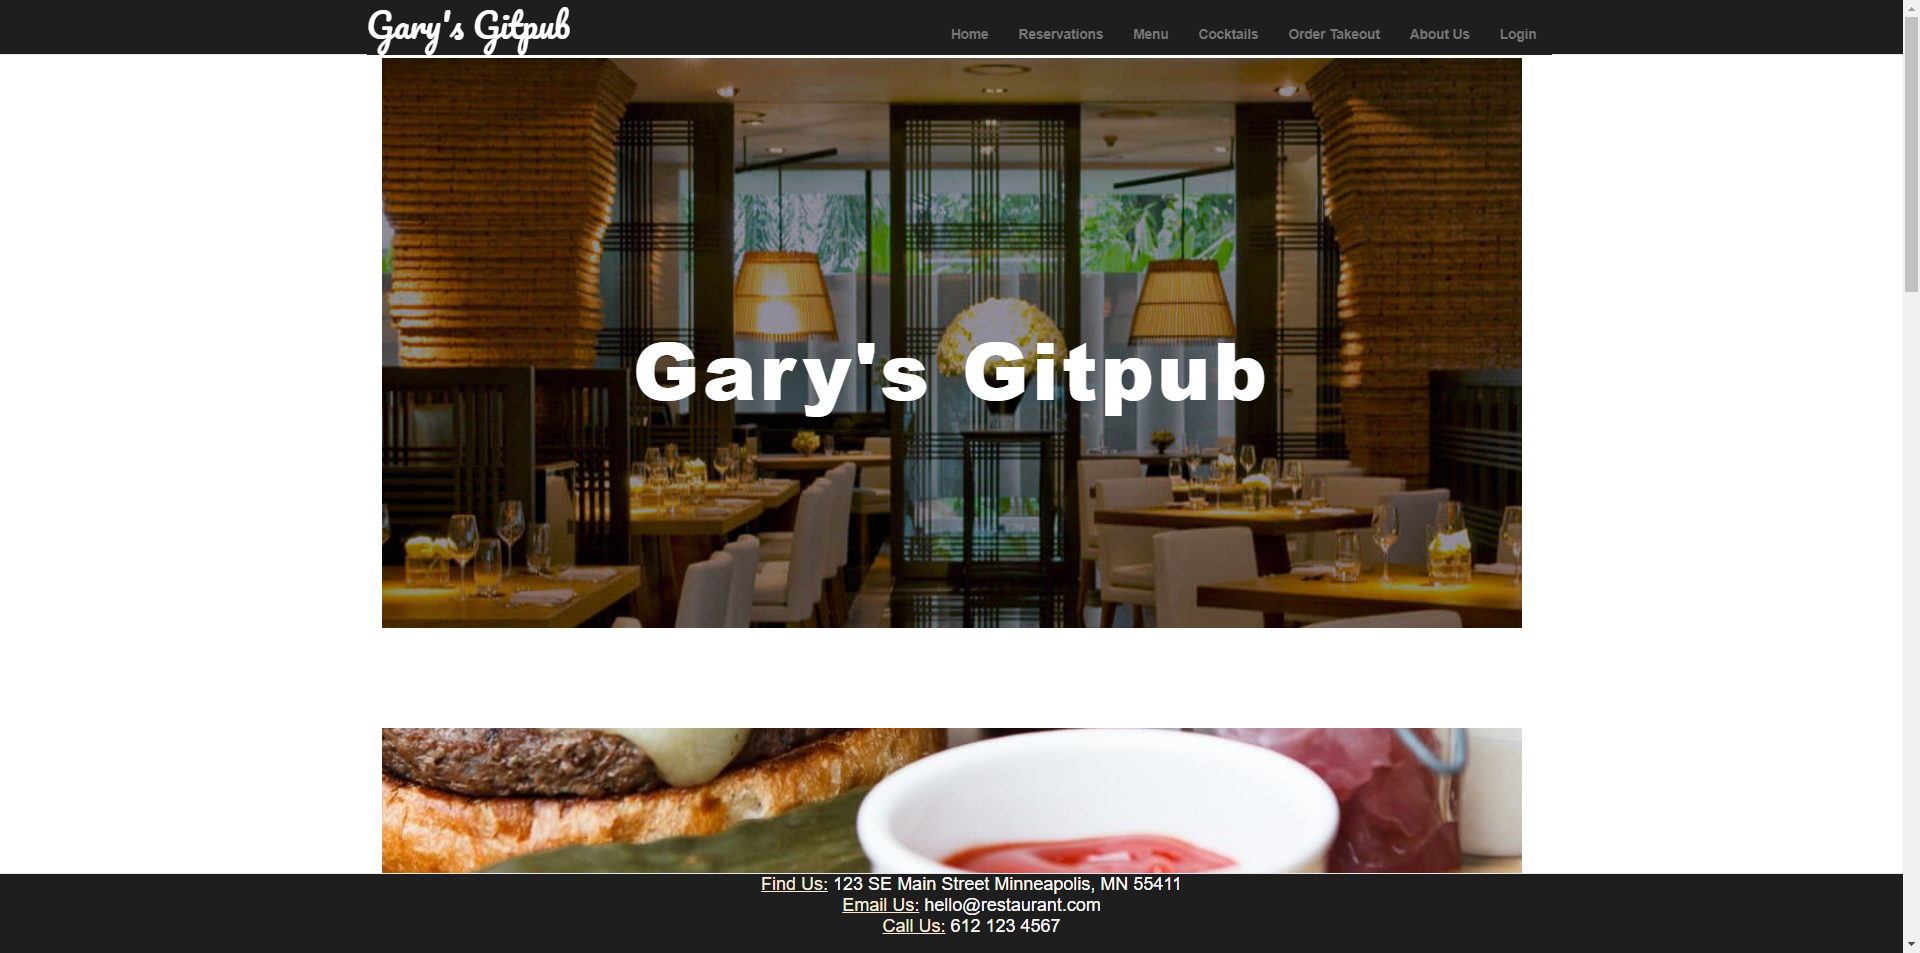 Gary's Gitpub
Home Reservations Menu Cocktails Order Takeout About Us Login
Gary's Gitpub
Find Us: 123 SE Main Street Minneapolis, MN 55411
Email Us: hello@restaurant.com
Call Us: 612 123 4567